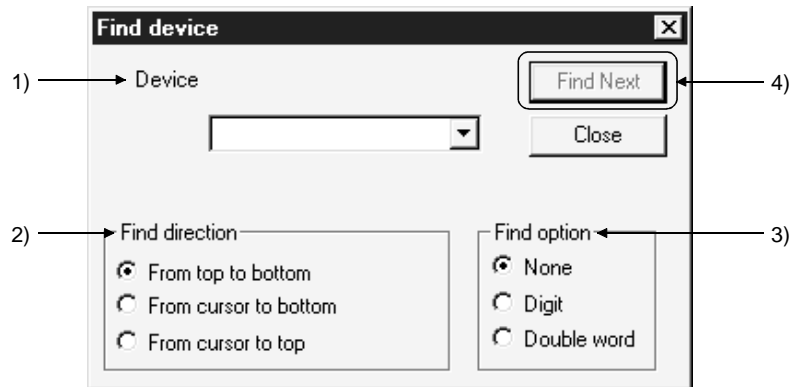 Find device
1) Device Find Next 4)
Close
2) Find direction Find option 3)
From top to bottom None
From cursor to bottom Digit
From cursor to top Double word